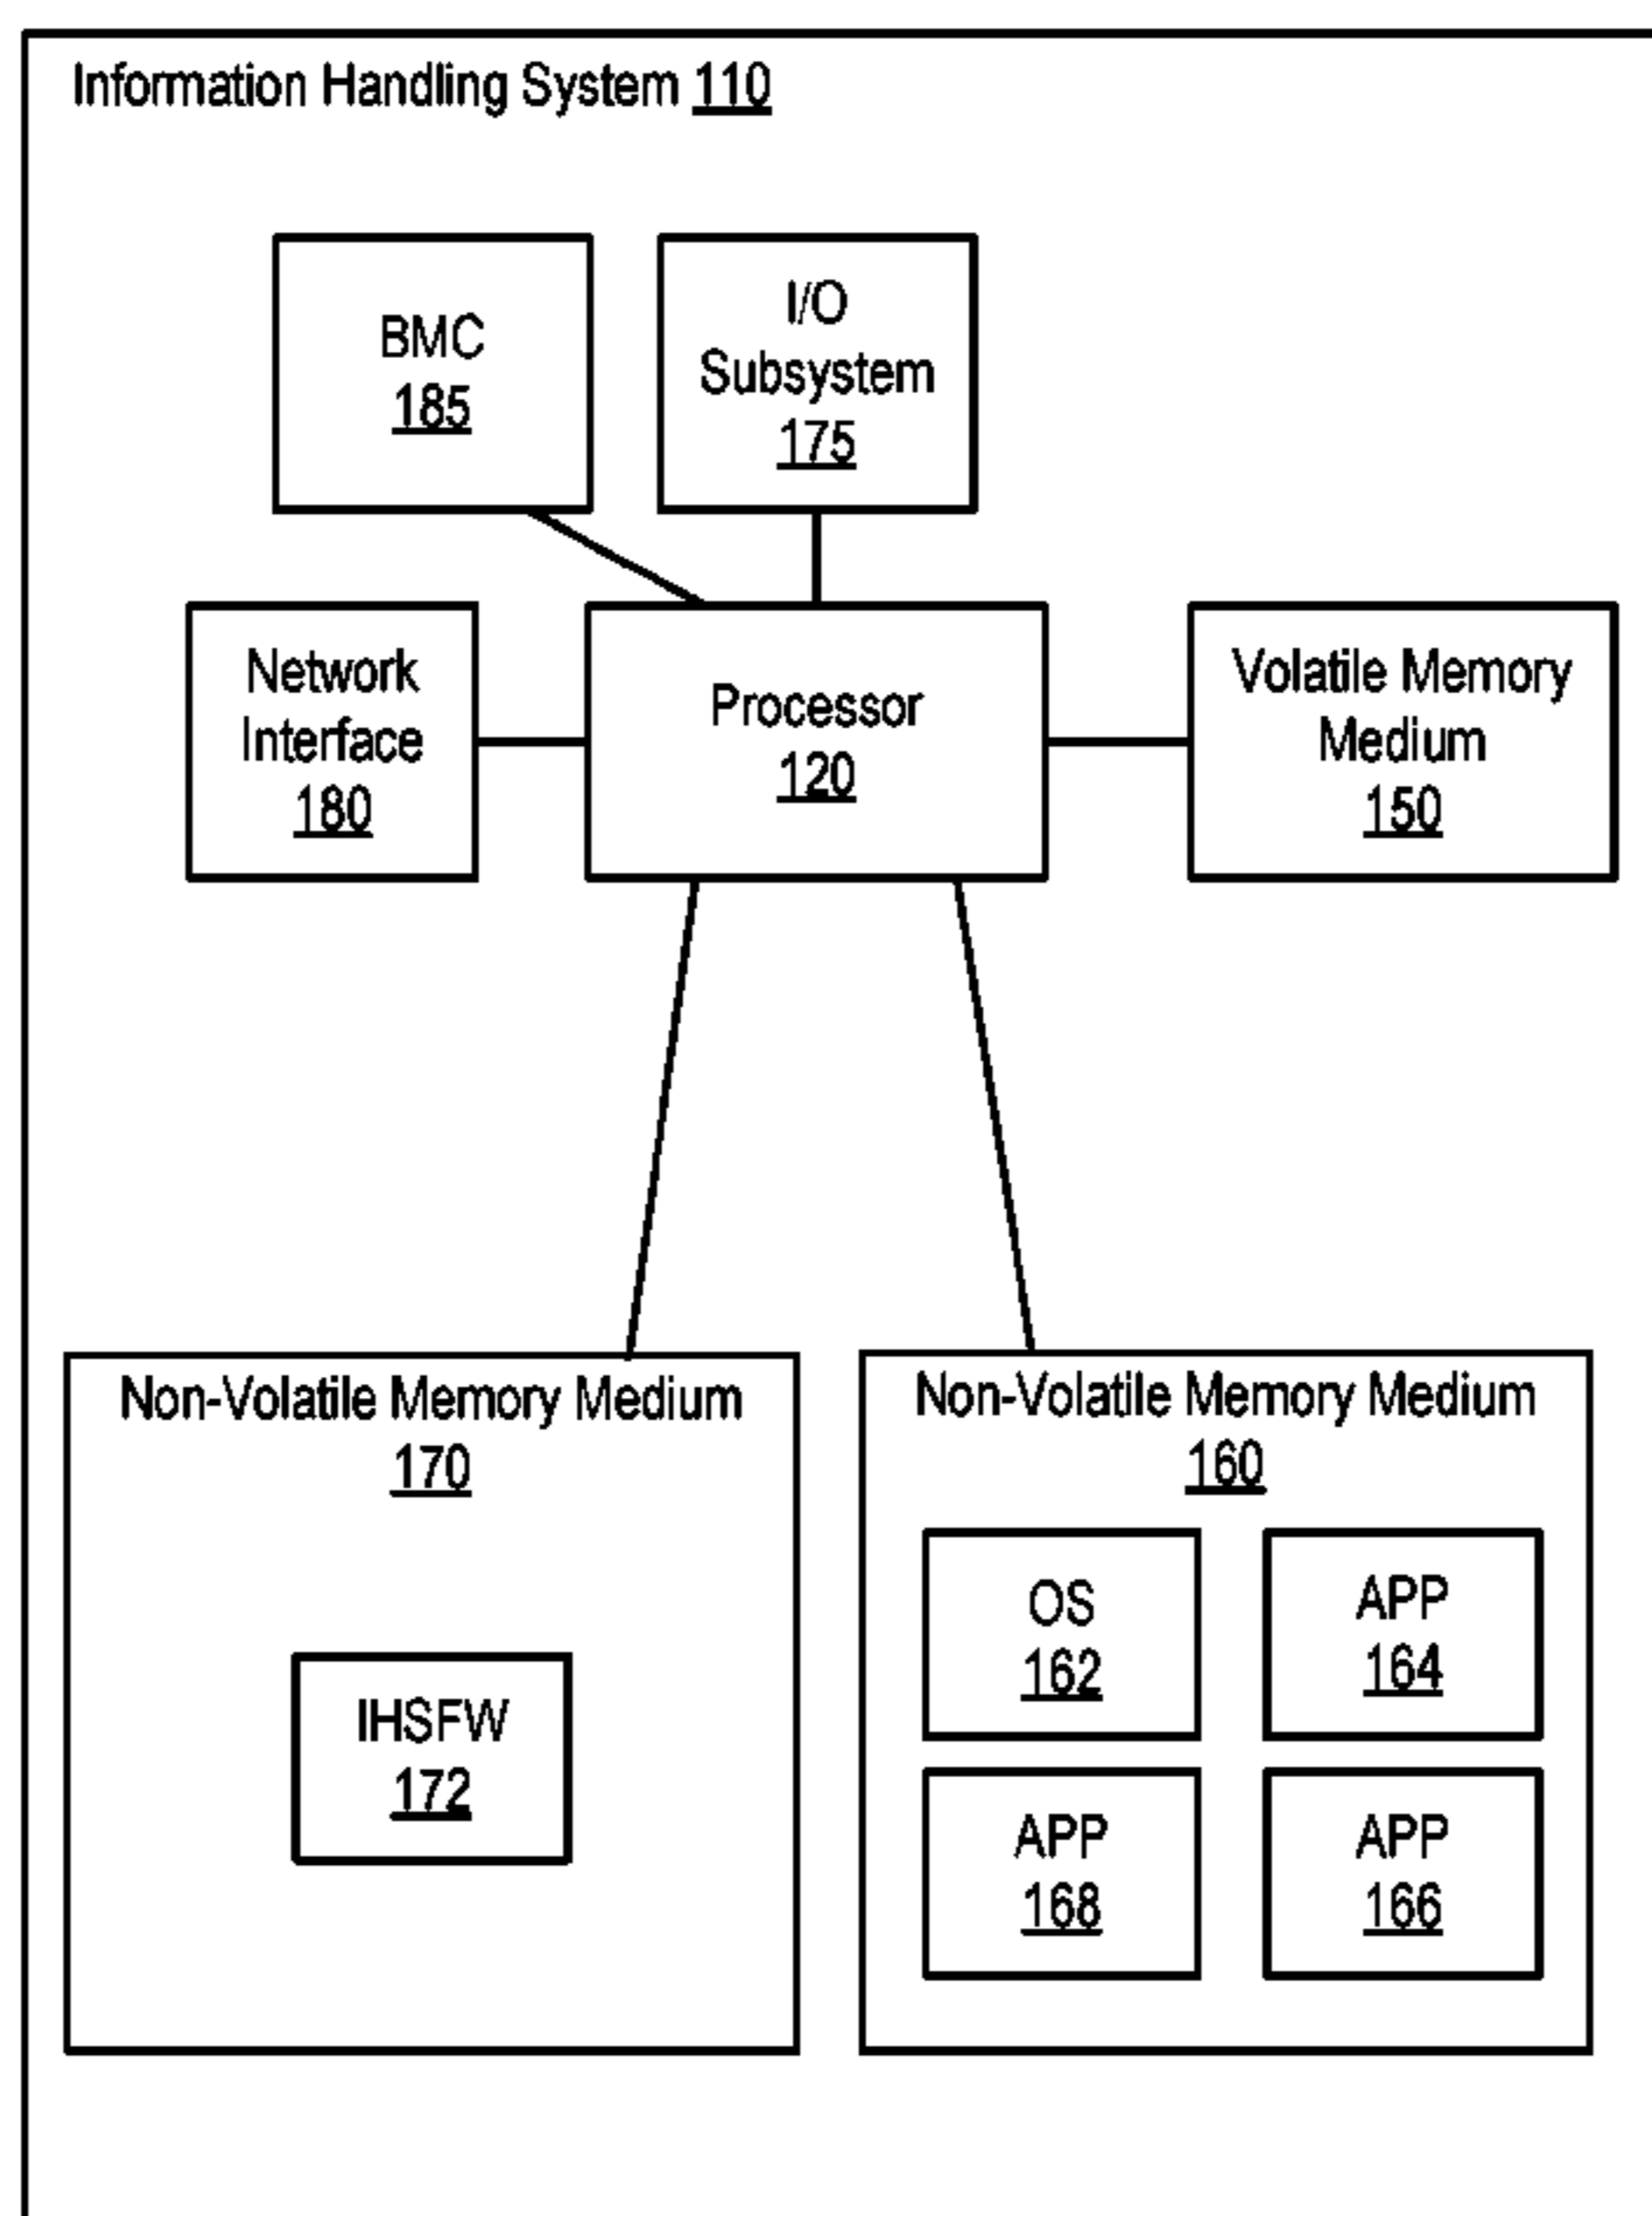 Information Handling System 110
BMC
185
I/O
Subsystem
175
Network
Interface
180
Processor
120
Volatile Memory
Medium
150
Non-Volatile Memory Medium
170
IHSFW
172
Non-Volatile Memory Medium
160
OS
162
APP
164
APP
168
APP
166